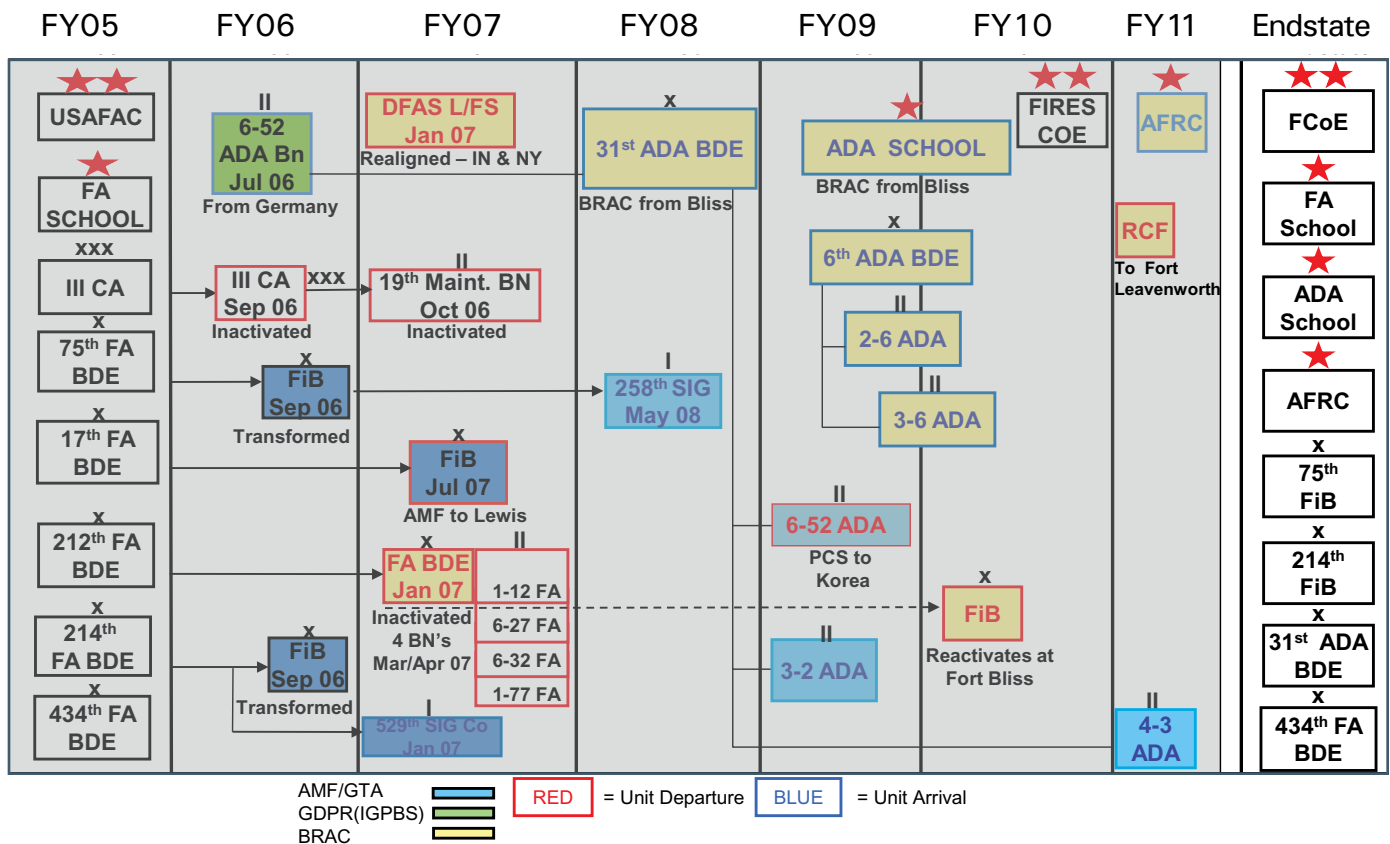 FY05 FY06 FY07 FY08 FY09 FY10 FY11 Endstate
USAFAC
FA
SCHOOL
xxx
III CA
x
75th FA
BDE
x
17th FA
BDE
x
212th FA
BDE
x
214th
FA BDE
x
434th FA
BDE
II
6-52
ADA Bn
Jul 06
From Germany
III CA
Sep 06
Inactivated
xxx
x
FiB
Sep 06
Transformed
x
FiB
Sep 06
Transformed
DFAS L/FS
Jan 07
Realigned – IN & NY
II
19th Maint. BN
Oct 06
Inactivated
x
FiB
Jul 07
AMF to Lewis
x
FA BDE
Jan 07
Inactivated
4 BN's
Mar/Apr 07
II
1-12 FA
6-27 FA
6-32 FA
1-77 FA
I
529th SIG Co
Jan 07
x
31st ADA BDE
BRAC from Bliss
I
258th SIG
May 08
ADA SCHOOL
BRAC from Bliss
x
6th ADA BDE
II
2-6 ADA
II
3-6 ADA
II
6-52 ADA
PCS to
Korea
II
3-2 ADA
FIRES
COE
x
FiB
Reactivates at
Fort Bliss
AFRC
RCF
To Fort
Leavenworth
II
4-3
ADA
FCoE
FA
School
ADA
School
AFRC
x
75th
FiB
x
214th
FiB
x
31st ADA
BDE
x
434th FA
BDE
AMF/GTA
GDPR(IGPBS)
BRAC
RED = Unit Departure
BLUE = Unit Arrival